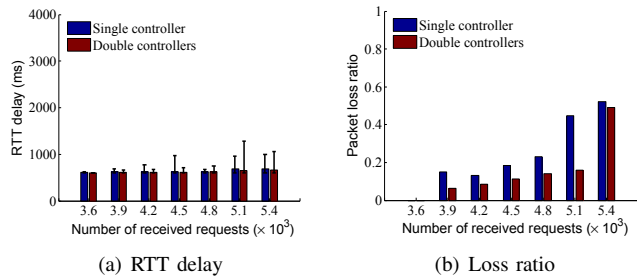 4000
3000
2000
1000
0
RTT delay (ms)
Single controller
Double controllers
3.6 3.9 4.2 4.5 4.8 5.1 5.4
Number of received requests (× 10³)
(a) RTT delay
1
0.8
0.6
0.4
0.2
0
Packet loss ratio
Single controller
Double controllers
3.6 3.9 4.2 4.5 4.8 5.1 5.4
Number of received requests (× 10³)
(b) Loss ratio